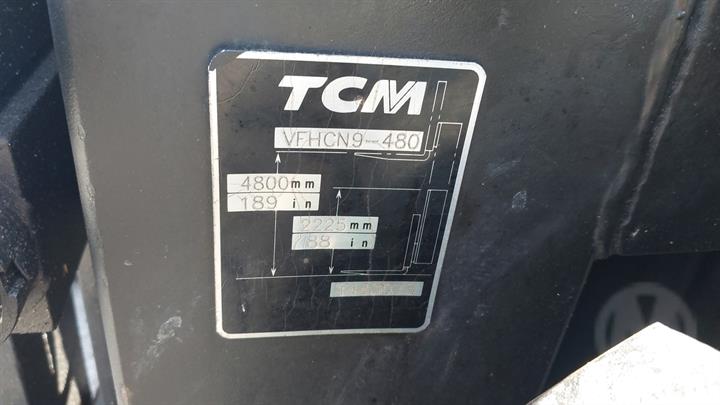 TCM
VFHCN9-480
4800mm
189 in
2225mm
88 in